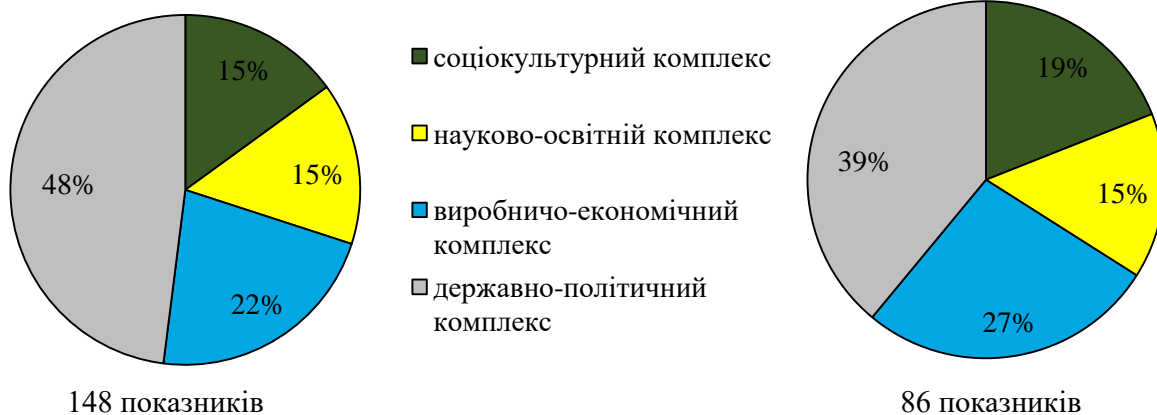 15%
15%
22%
48%
соціокультурний комплекс
науково-освітній комплекс
виробничо-економічний
комплекс
державно-політичний
комплекс
19%
15%
27%
39%
148 показників
86 показників